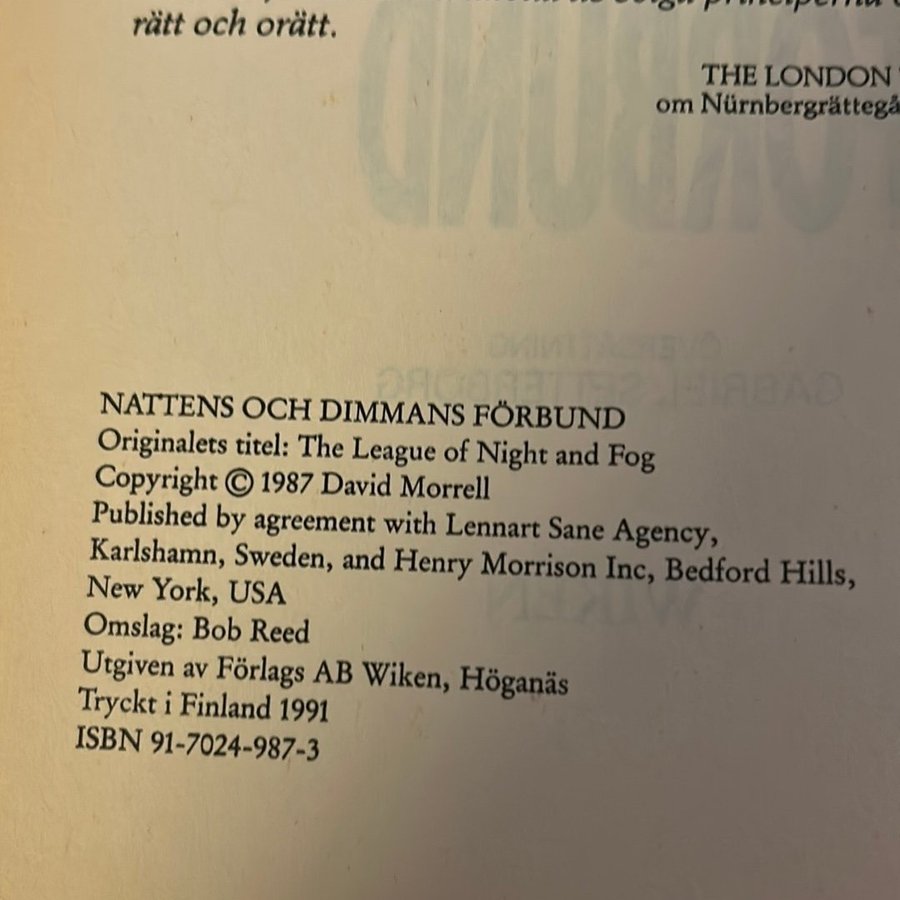 principerna
rätt och orätt.
THE LONDON
om Nürnbergrättegå
NATTENS OCH DIMMANS FÖRBUND
Originalets titel: The League of Night and Fog
Copyright © 1987 David Morrell
Published by agreement with Lennart Sane Agency,
Karlshamn, Sweden, and Henry Morrison Inc, Bedford Hills,
New York, USA
Omslag: Bob Reed
Utgiven av Förlags AB Wiken, Höganäs
Tryckt i Finland 1991
ISBN 91-7024-987-3